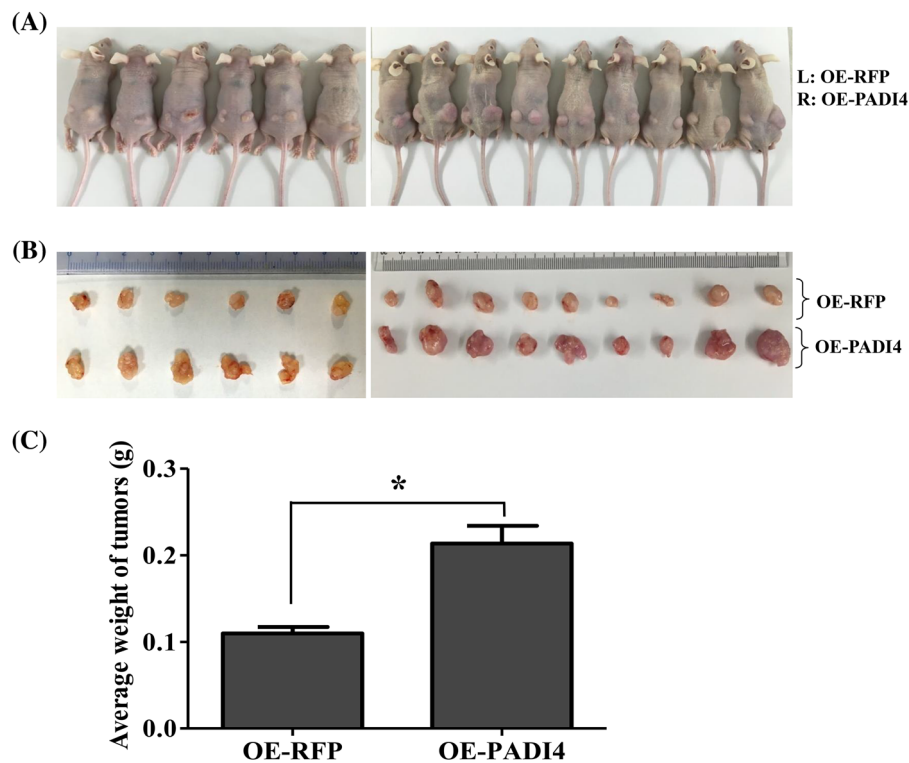 (A)
L: OE-RFP
R: OE-PADI4
(B)
OE-RFP
OE-PADI4
(C)
Average weight of tumors (g)
0.3
0.2
0.1
0.0
*
OE-RFP
OE-PADI4